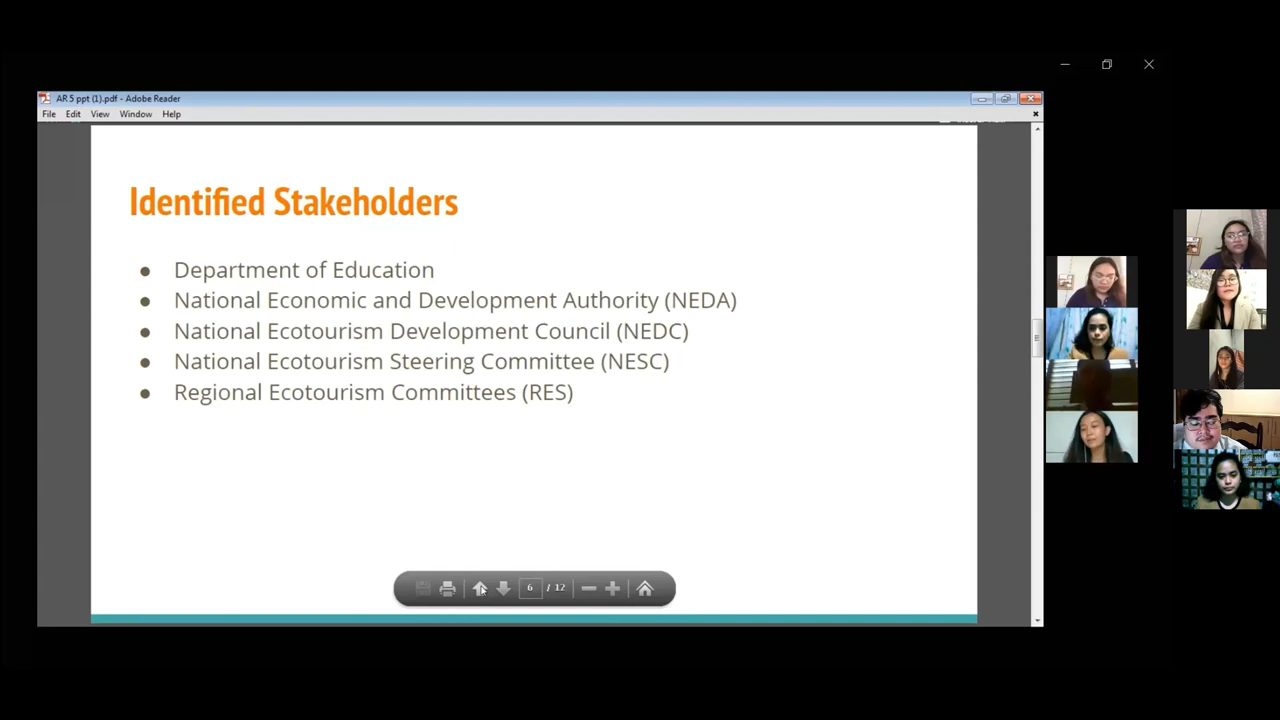 AR 5 ppt (1).pdf - Adobe Reader
File Edit View Window Help
Identified Stakeholders
● Department of Education
● National Economic and Development Authority (NEDA)
● National Ecotourism Development Council (NEDC)
● National Ecotourism Steering Committee (NESC)
● Regional Ecotourism Committees (RES)
6 / 12